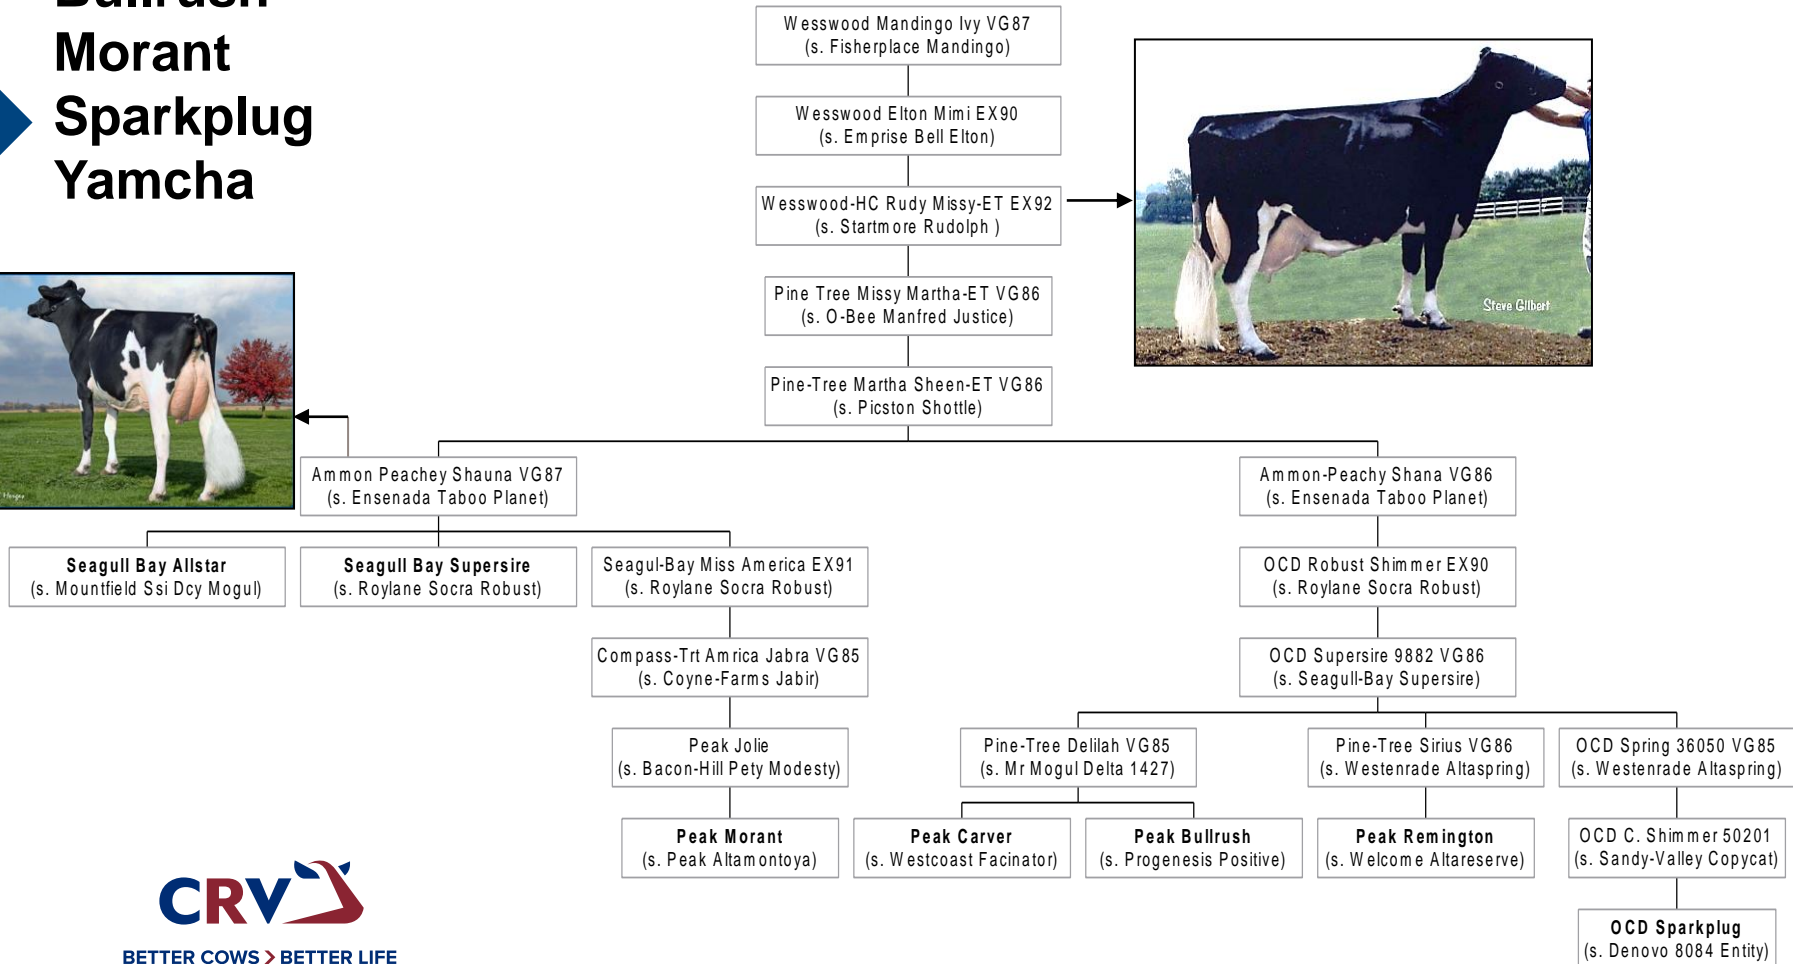 Bullrush
Morant
Sparkplug
Yamcha
Wesswood Mandingo Ivy VG87
(s. Fisherplace Mandingo)
Wesswood Elton Mimi EX90
(s. Emprise Bell Elton)
Wesswood-HC Rudy Missy-ET EX92
(s. Startmore Rudolph )
Steve Gilbert
Pine Tree Missy Martha-ET VG86
(s. O-Bee Manfred Justice)
Pine-Tree Martha Sheen-ET VG86
(s. Picston Shottle)
Ammon Peachey Shauna VG87
(s. Ensenada Taboo Planet)
Ammon-Peachy Shana VG86
(s. Ensenada Taboo Planet)
Seagull Bay Allstar
(s. Mountfield Ssi Dcy Mogul)
Seagull Bay Supersire
(s. Roylane Socra Robust)
Seagul-Bay Miss America EX91
(s. Roylane Socra Robust)
OCD Robust Shimmer EX90
(s. Roylane Socra Robust)
Compass-Trt Amrica Jabra VG85
(s. Coyne-Farms Jabir)
OCD Supersire 9882 VG86
(s. Seagull-Bay Supersire)
Peak Jolie
(s. Bacon-Hill Pety Modesty)
Pine-Tree Delilah VG85
(s. Mr Mogul Delta 1427)
Pine-Tree Sirius VG86
(s. Westenrade Altaspring)
OCD Spring 36050 VG85
(s. Westenrade Altaspring)
Peak Morant
(s. Peak Altamontoya)
Peak Carver
(s. Westcoast Facinator)
Peak Bullrush
(s. Progenesis Positive)
Peak Remington
(s. Welcome Altareserve)
OCD C. Shimmer 50201
(s. Sandy-Valley Copycat)
OCD Sparkplug
(s. Denovo 8084 Entity)
CRV
BETTER COWS > BETTER LIFE